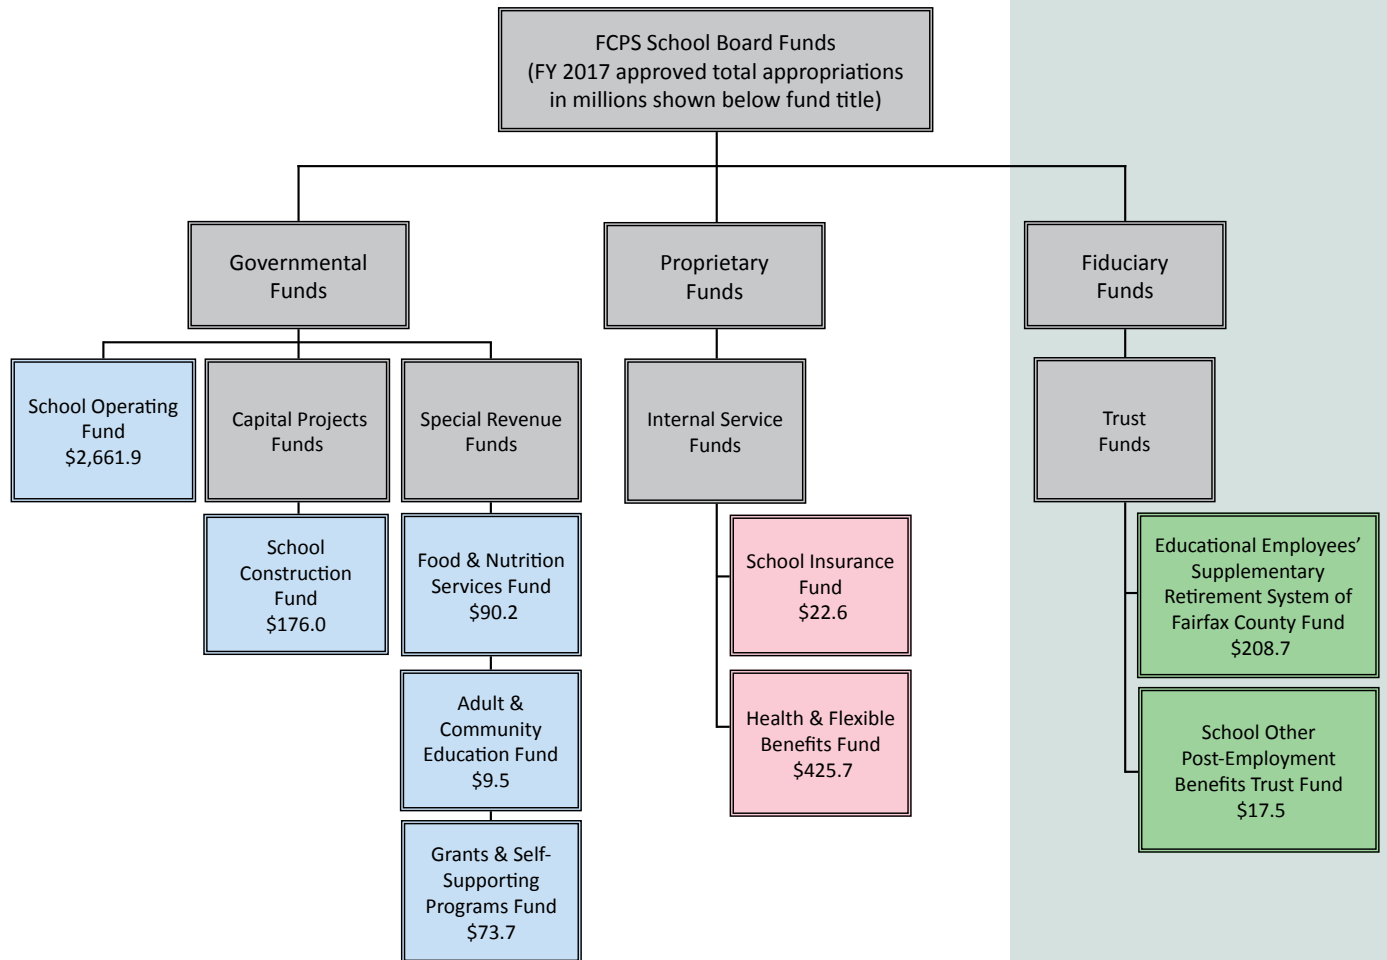 FCPS School Board Funds
(FY 2017 approved total appropriations
in millions shown below fund title)
Governmental
Funds
Proprietary
Funds
Fiduciary
Funds
School Operating
Fund
$2,661.9
Capital Projects
Funds
Special Revenue
Funds
Internal Service
Funds
Trust
Funds
School
Construction
Fund
$176.0
Food & Nutrition
Services Fund
$90.2
Adult &
Community
Education Fund
$9.5
Grants & Self-
Supporting
Programs Fund
$73.7
School Insurance
Fund
$22.6
Health & Flexible
Benefits Fund
$425.7
Educational Employees’
Supplementary
Retirement System of
Fairfax County Fund
$208.7
School Other
Post-Employment
Benefits Trust Fund
$17.5